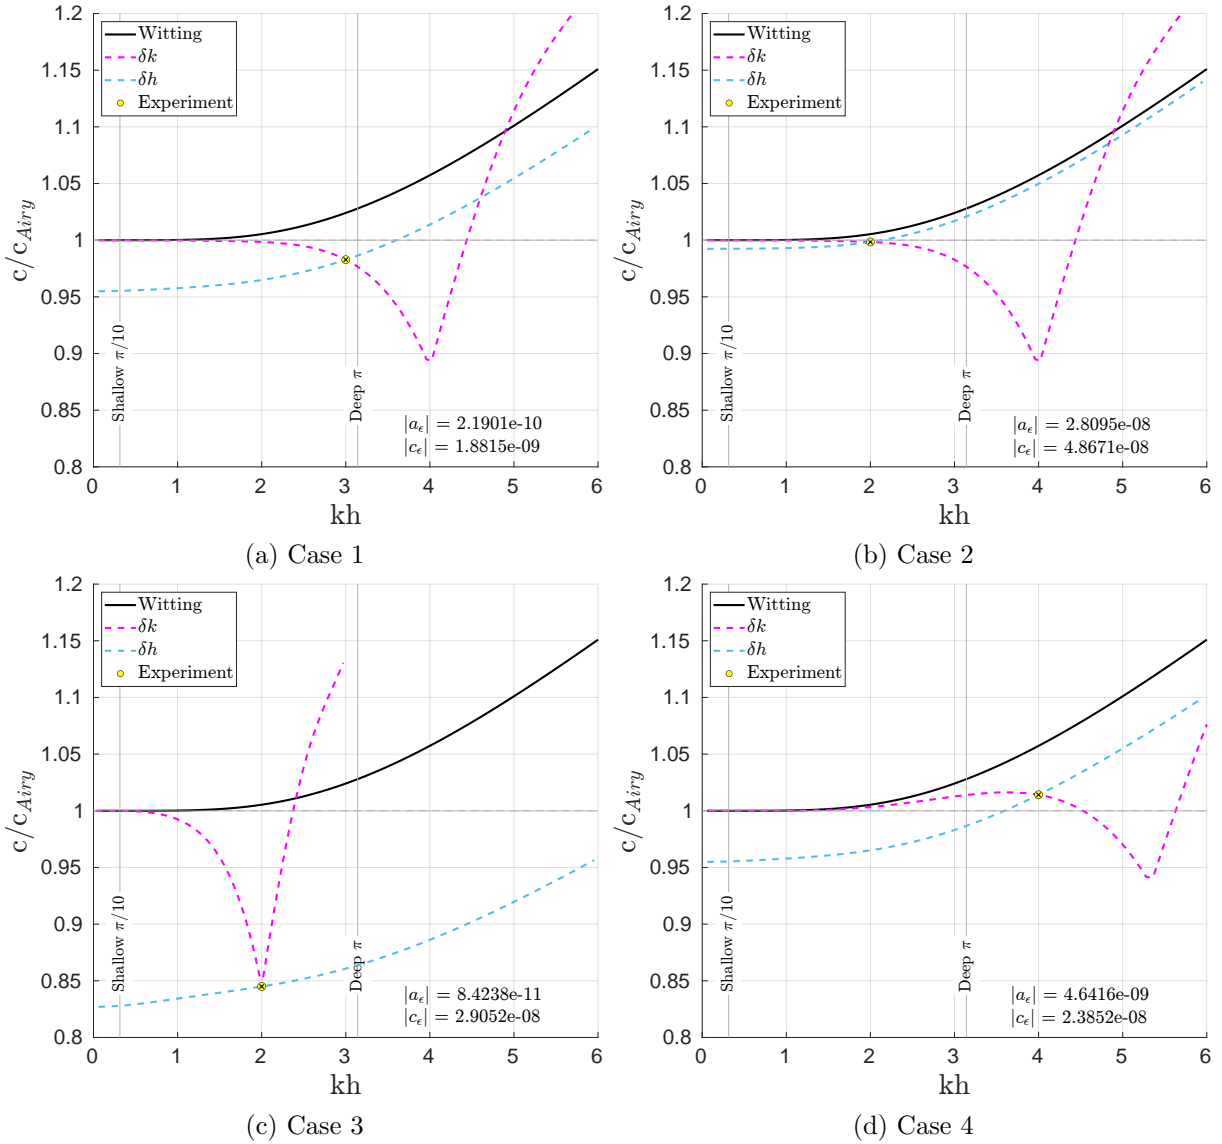 Witting
δk
δh
Experiment
1.2
1.15
1.1
1.05
1
0.95
0.9
0.85
0.8
c/c_Airy
Shallow π/10
Deep π
|a_ϵ| = 2.1901e-10
|c_ϵ| = 1.8815e-09
0 1 2 3 4 5 6
kh
(a) Case 1
Witting
δk
δh
Experiment
1.2
1.15
1.1
1.05
1
0.95
0.9
0.85
0.8
c/c_Airy
Shallow π/10
Deep π
|a_ϵ| = 2.8095e-08
|c_ϵ| = 4.8671e-08
0 1 2 3 4 5 6
kh
(b) Case 2
Witting
δk
δh
Experiment
1.2
1.15
1.1
1.05
1
0.95
0.9
0.85
0.8
c/c_Airy
Shallow π/10
Deep π
|a_ϵ| = 8.4238e-11
|c_ϵ| = 2.9052e-08
0 1 2 3 4 5 6
kh
(c) Case 3
Witting
δk
δh
Experiment
1.2
1.15
1.1
1.05
1
0.95
0.9
0.85
0.8
c/c_Airy
Shallow π/10
Deep π
|a_ϵ| = 4.6416e-09
|c_ϵ| = 2.3852e-08
0 1 2 3 4 5 6
kh
(d) Case 4